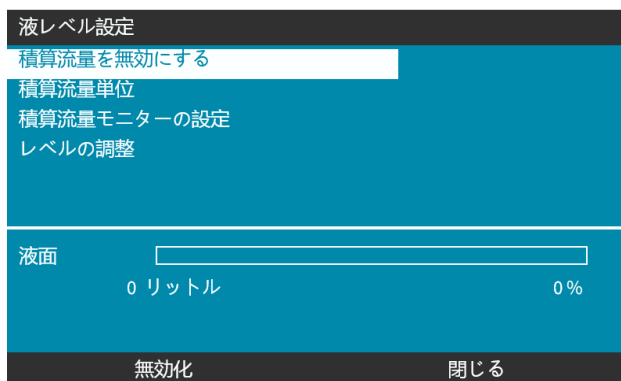 液レベル設定
積算流量を無効にする
積算流量単位
積算流量モニターの設定
レベルの調整
液面
0 リットル 0%
無効化 閉じる